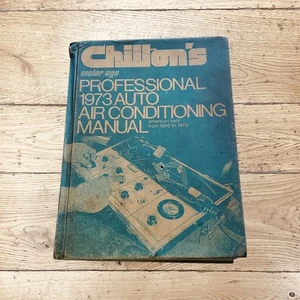 Chilton's
motor age
PROFESSIONAL
1973 AUTO
AIR CONDITIONING
MANUAL
american cars
from 1966 to 1973